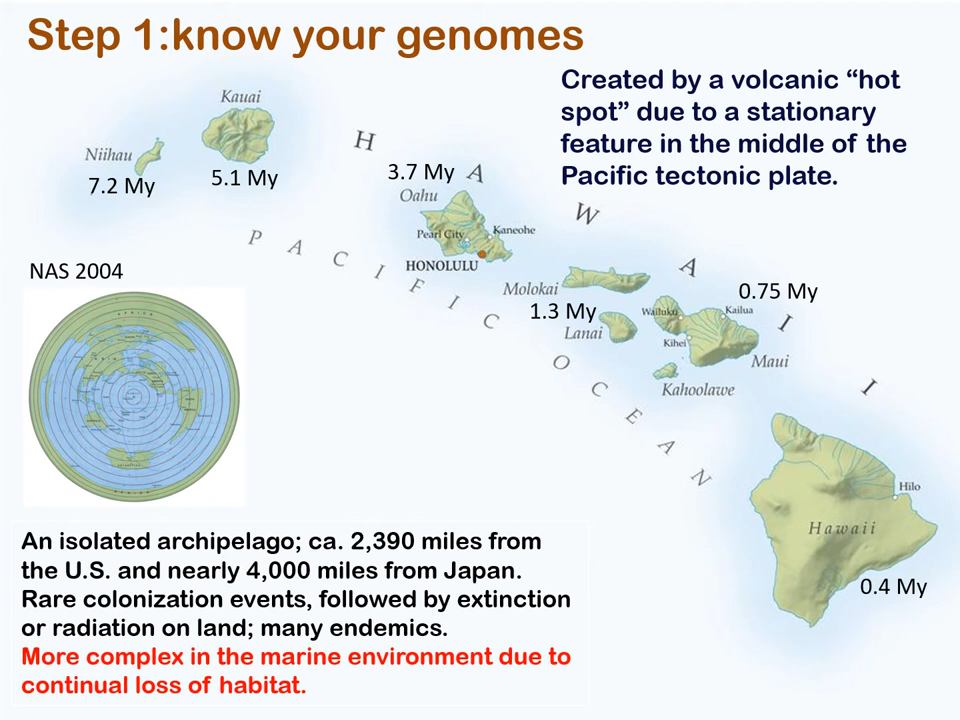 Step 1:know your genomes
Created by a volcanic “hot
spot” due to a stationary
feature in the middle of the
Pacific tectonic plate.
Kauai
Niihau
7.2 My
5.1 My
3.7 My
Oahu
Pearl City
Kaneohe
HONOLULU
HAWAII
PACIFIC OCEAN
NAS 2004
Molokai
1.3 My
Lanai
Wailuku
Kailua
0.75 My
Kihei
Maui
Kahoolawe
Hilo
Hawaii
0.4 My
An isolated archipelago; ca. 2,390 miles from
the U.S. and nearly 4,000 miles from Japan.
Rare colonization events, followed by extinction
or radiation on land; many endemics.
More complex in the marine environment due to
continual loss of habitat.